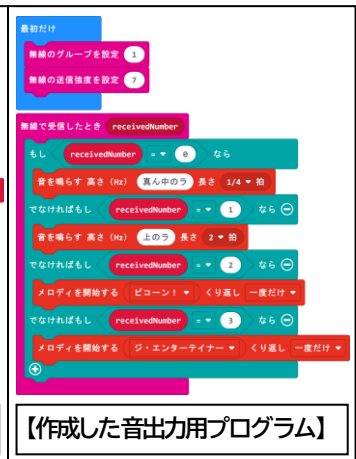 最初だけ
無線のグループを設定 1
無線の送信強度を設定 7
無線で受信したとき receivedNumber
もし receivedNumber = ▼ 0 なら
音を鳴らす 高さ (Hz) 真ん中のラ 長さ 1/4 ▼ 拍
でなければもし receivedNumber = ▼ 1 なら
音を鳴らす 高さ (Hz) 上のラ 長さ 2 ▼ 拍
でなければもし receivedNumber = ▼ 2 なら
メロディを開始する ピコーン! ▼ くり返し 一度だけ ▼
でなければもし receivedNumber = ▼ 3 なら
メロディを開始する ジ・エンターテイナー ▼ くり返し 一度だけ ▼
【作成した音出力用プログラム】